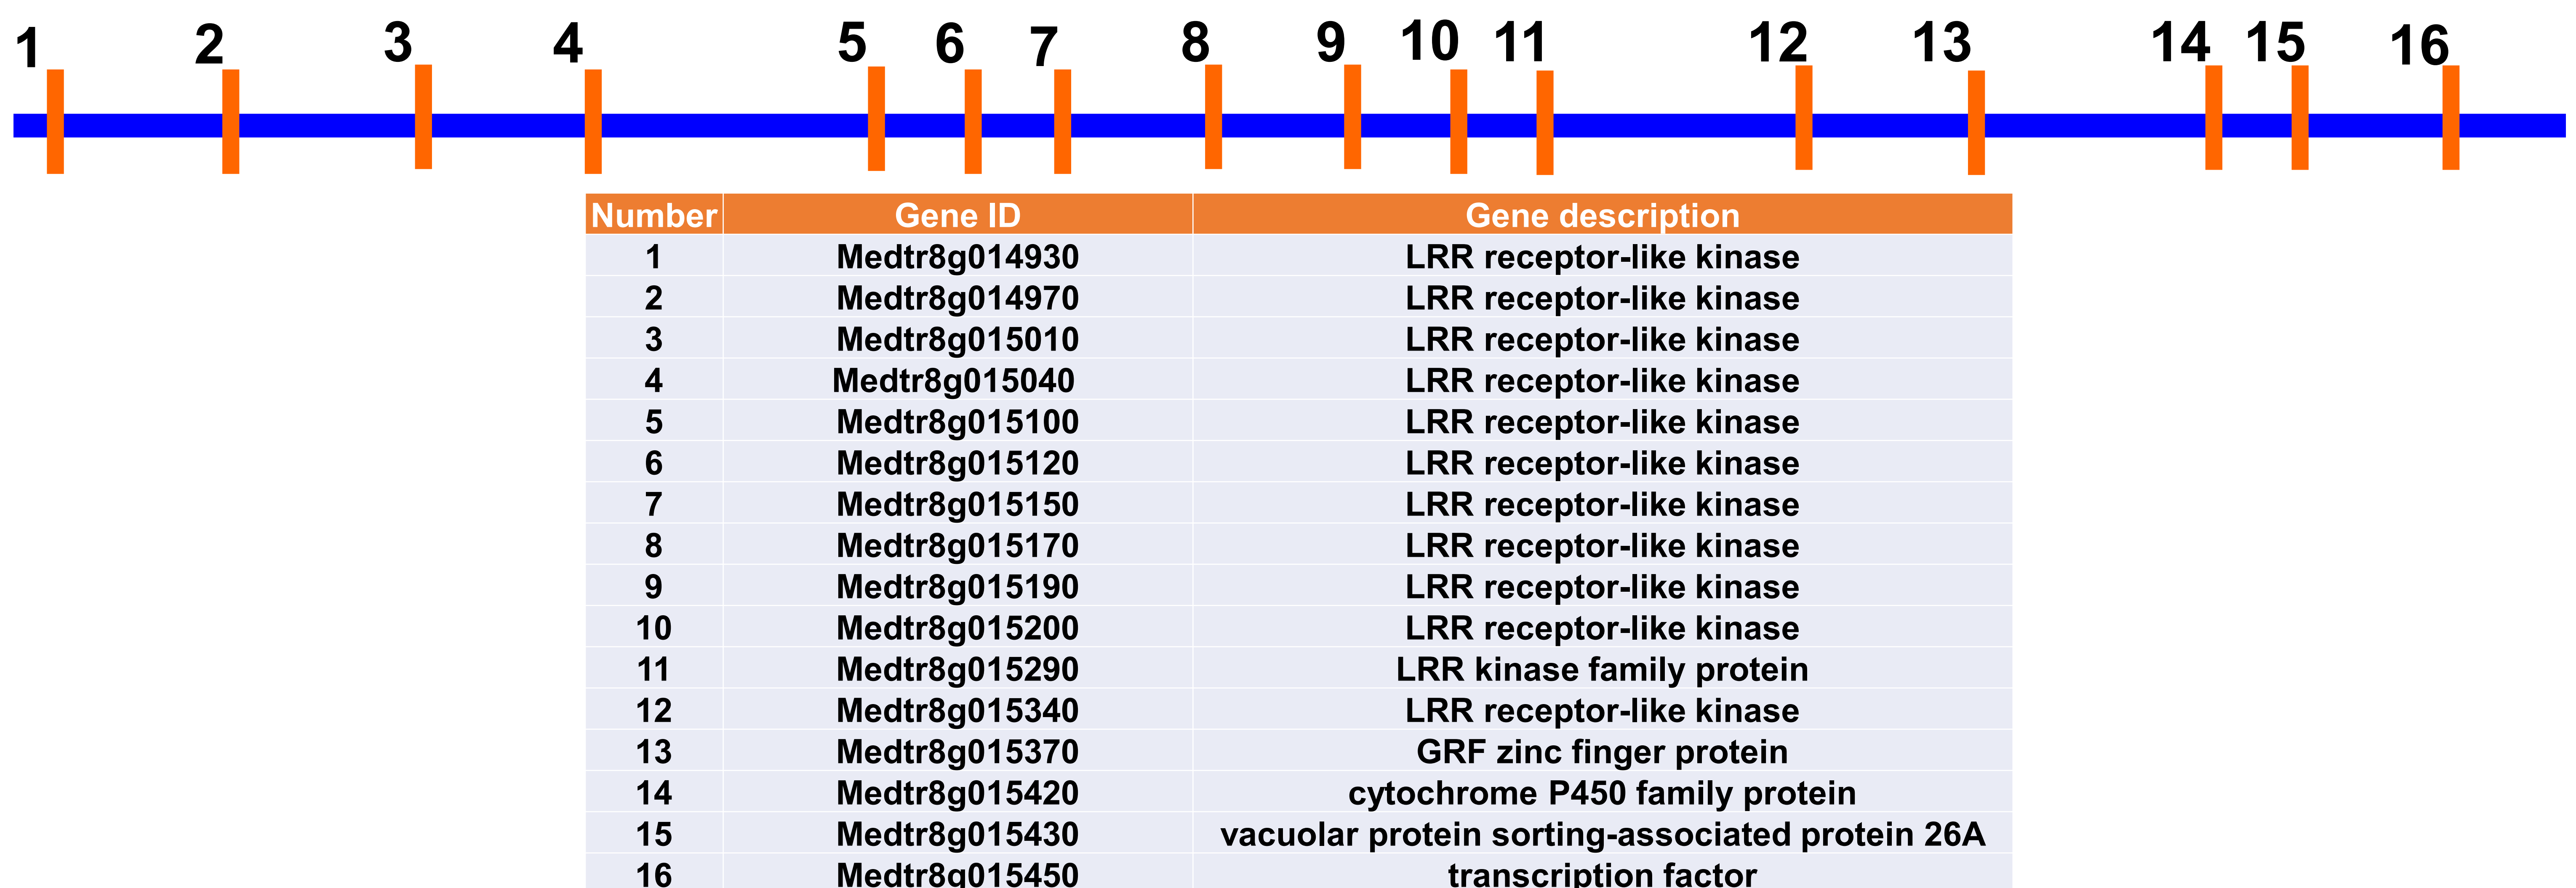 1 2 3 4 5 6 7 8 9 10 11 12 13 14 15 16
Number Gene ID Gene description
1 Medtr8g014930 LRR receptor-like kinase
2 Medtr8g014970 LRR receptor-like kinase
3 Medtr8g015010 LRR receptor-like kinase
4 Medtr8g015040 LRR receptor-like kinase
5 Medtr8g015100 LRR receptor-like kinase
6 Medtr8g015120 LRR receptor-like kinase
7 Medtr8g015150 LRR receptor-like kinase
8 Medtr8g015170 LRR receptor-like kinase
9 Medtr8g015190 LRR receptor-like kinase
10 Medtr8g015200 LRR receptor-like kinase
11 Medtr8g015290 LRR kinase family protein
12 Medtr8g015340 LRR receptor-like kinase
13 Medtr8g015370 GRF zinc finger protein
14 Medtr8g015420 cytochrome P450 family protein
15 Medtr8g015430 vacuolar protein sorting-associated protein 26A
16 Medtr8g015450 transcription factor